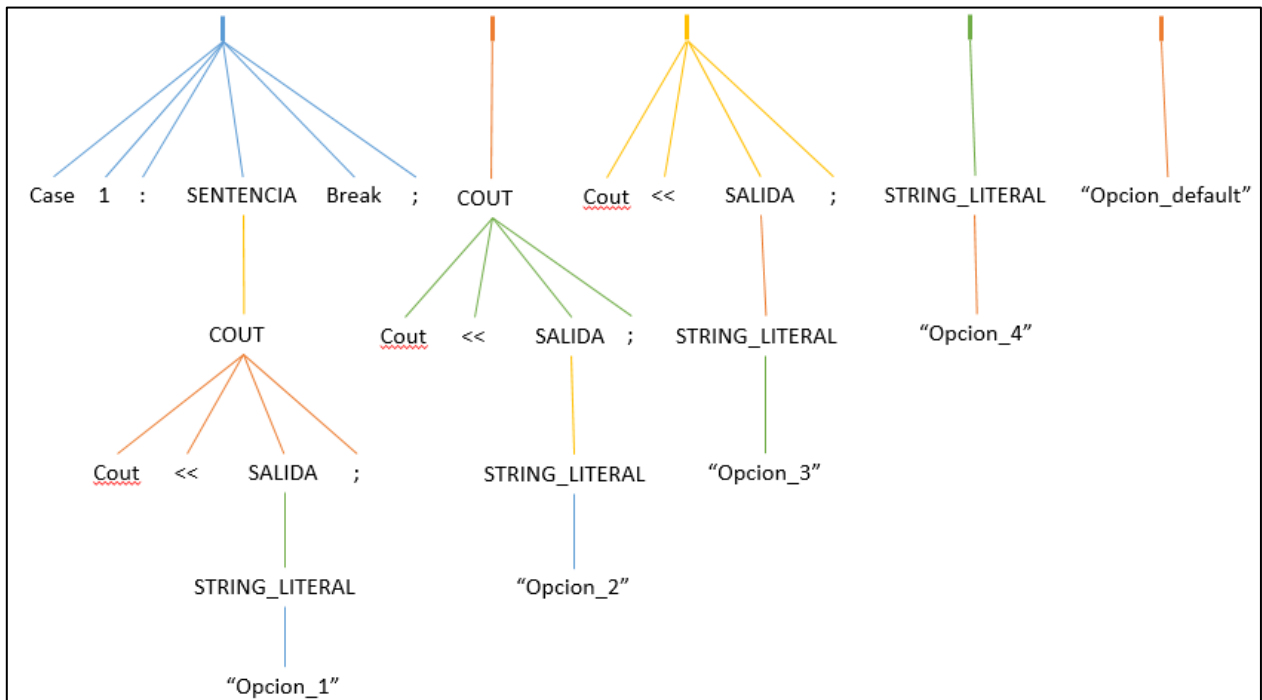 Case 1 : SENTENCIA Break ; COUT Cout << SALIDA ; STRING_LITERAL “Opcion_default”
COUT Cout << SALIDA ; STRING_LITERAL “Opcion_4”
Cout << SALIDA ; STRING_LITERAL “Opcion_3”
STRING_LITERAL “Opcion_2”
“Opcion_1”